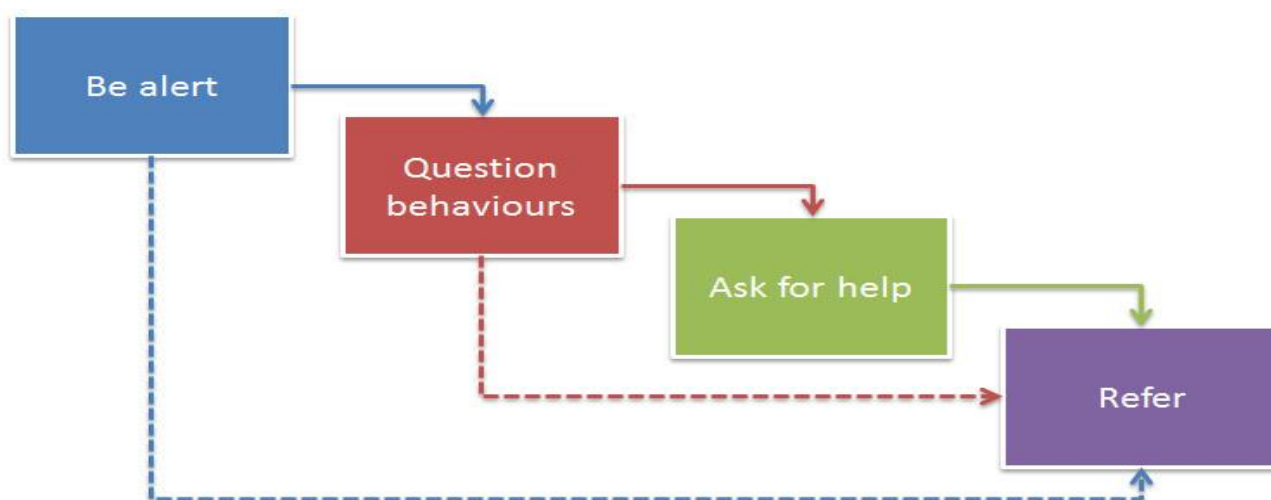 Be alert
Question
behaviours
Ask for help
Refer